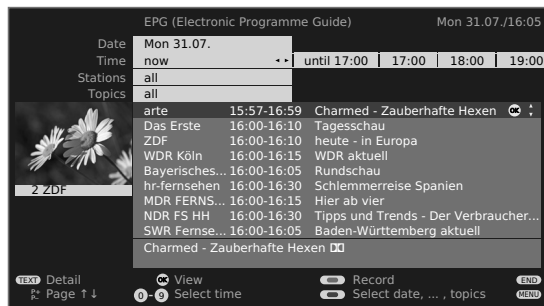 EPG (Electronic Programme Guide) Mon 31.07./16:05
Date Mon 31.07.
Time now until 17:00 17:00 18:00 19:00
Stations all
Topics all
arte 15:57-16:59 Charmed - Zauberhafte Hexen OK
Das Erste 16:00-16:10 Tagesschau
ZDF 16:00-16:10 heute - in Europa
WDR Köln 16:00-16:15 WDR aktuell
Bayerisches... 16:00-16:05 Rundschau
hr-fernsehen 16:00-16:30 Schlemmerreise Spanien
MDR FERNS... 16:00-16:15 Hier ab vier
NDR FS HH 16:00-16:30 Tipps und Trends - Der Verbraucher...
SWR Fernse... 16:00-16:05 Baden-Württemberg aktuell
2 ZDF
Charmed - Zauberhafte Hexen
TEXT Detail OK View Record END
P+ P- Page ↑↓ 0-9 Select time Select date, ... , topics MENU